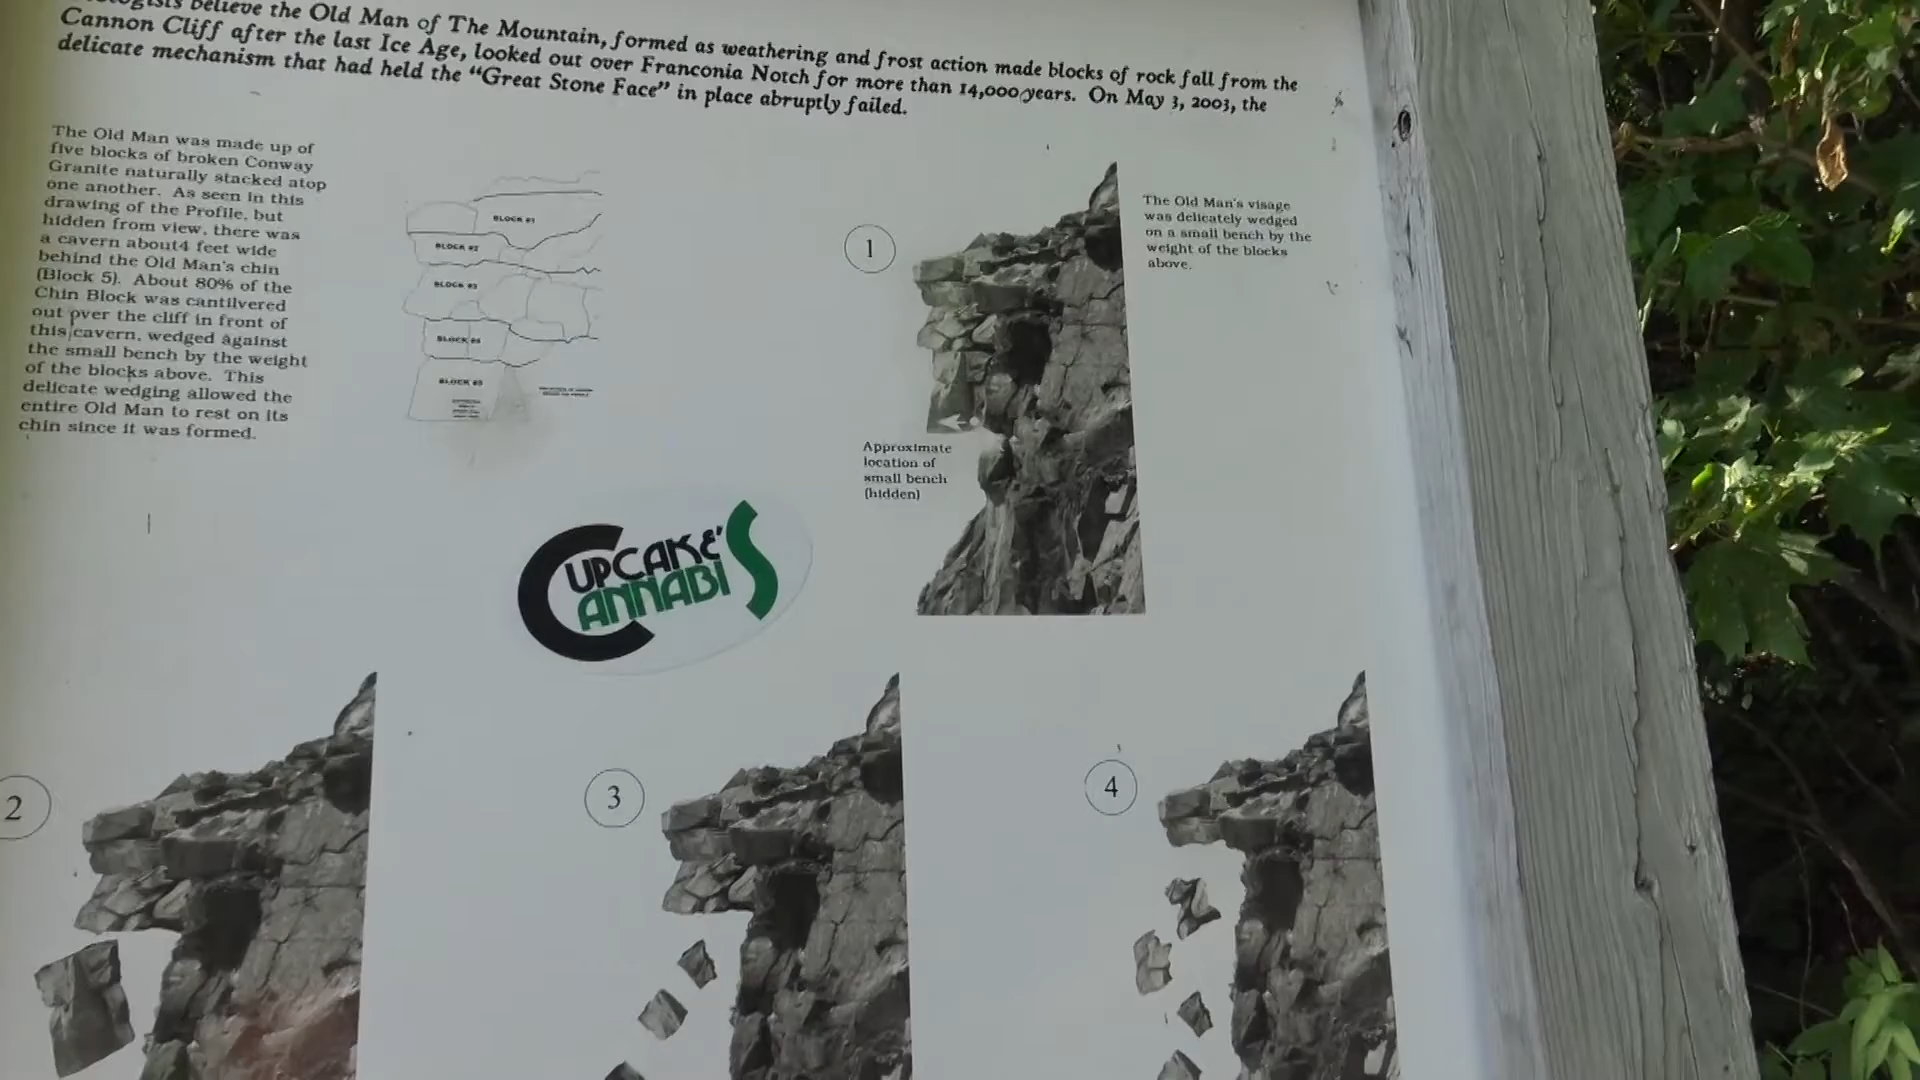 believe the Old Man of The Mountain, formed as weathering and frost action made blocks of rock fall from the
Cannon Cliff after the last Ice Age, looked out over Franconia Notch for more than 14,000 years. On May 3, 2003, the
delicate mechanism that had held the “Great Stone Face” in place abruptly failed.
The Old Man was made up of
five blocks of broken Conway
Granite naturally stacked atop
one another. As seen in this
drawing of the Profile, but
hidden from view, there was
a cavern about4 feet wide
behind the Old Man's chin
(Block 5). About 80% of the
Chin Block was cantilvered
out over the cliff in front of
this cavern, wedged against
the small bench by the weight
of the blocks above. This
delicate wedging allowed the
entire Old Man to rest on its
chin since it was formed.
BLOCK #1
BLOCK #2
BLOCK #3
BLOCK #4
BLOCK #5
1
The Old Man's visage
was delicately wedged
on a small bench by the
weight of the blocks
above.
Approximate
location of
small bench
(hidden)
CUPCAKE'S
CANNABIS
2
3
4